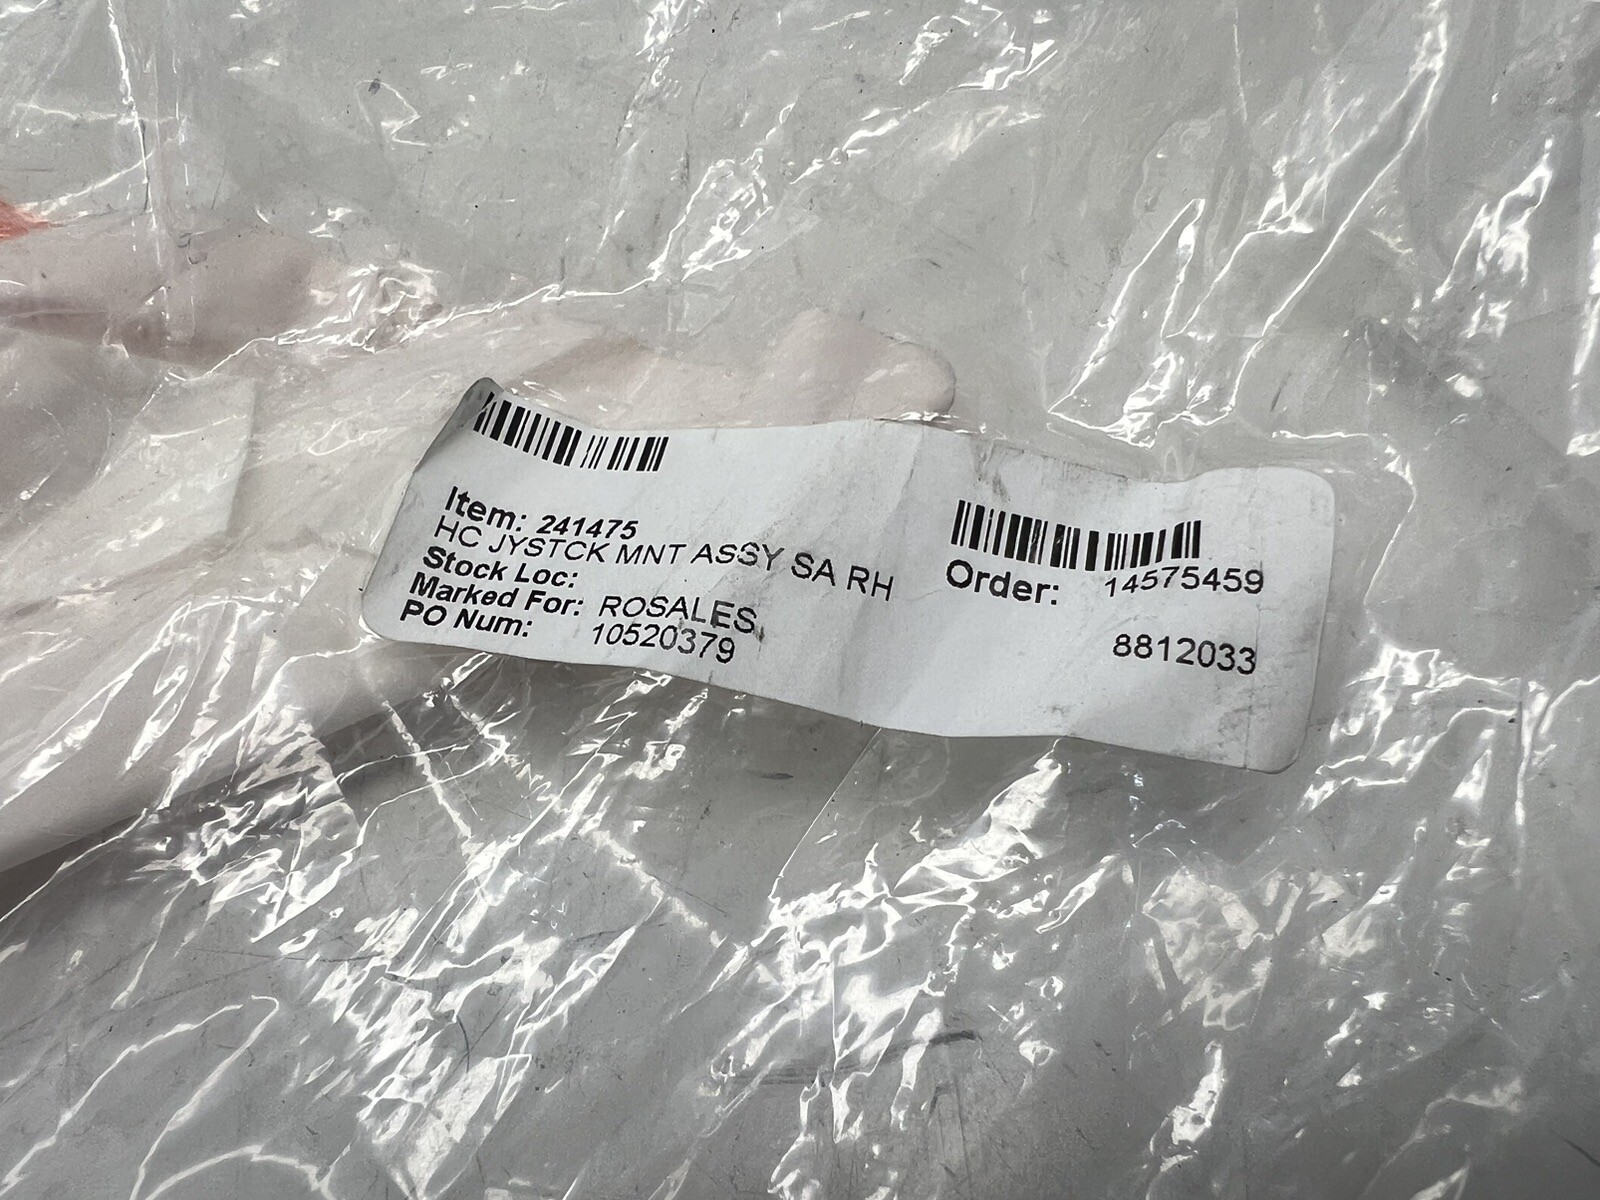 Item: 241475
HC JYSTCK MNT ASSY SA RH
Stock Loc:
Marked For: ROSALES,
PO Num: 10520379
Order: 14575459
8812033